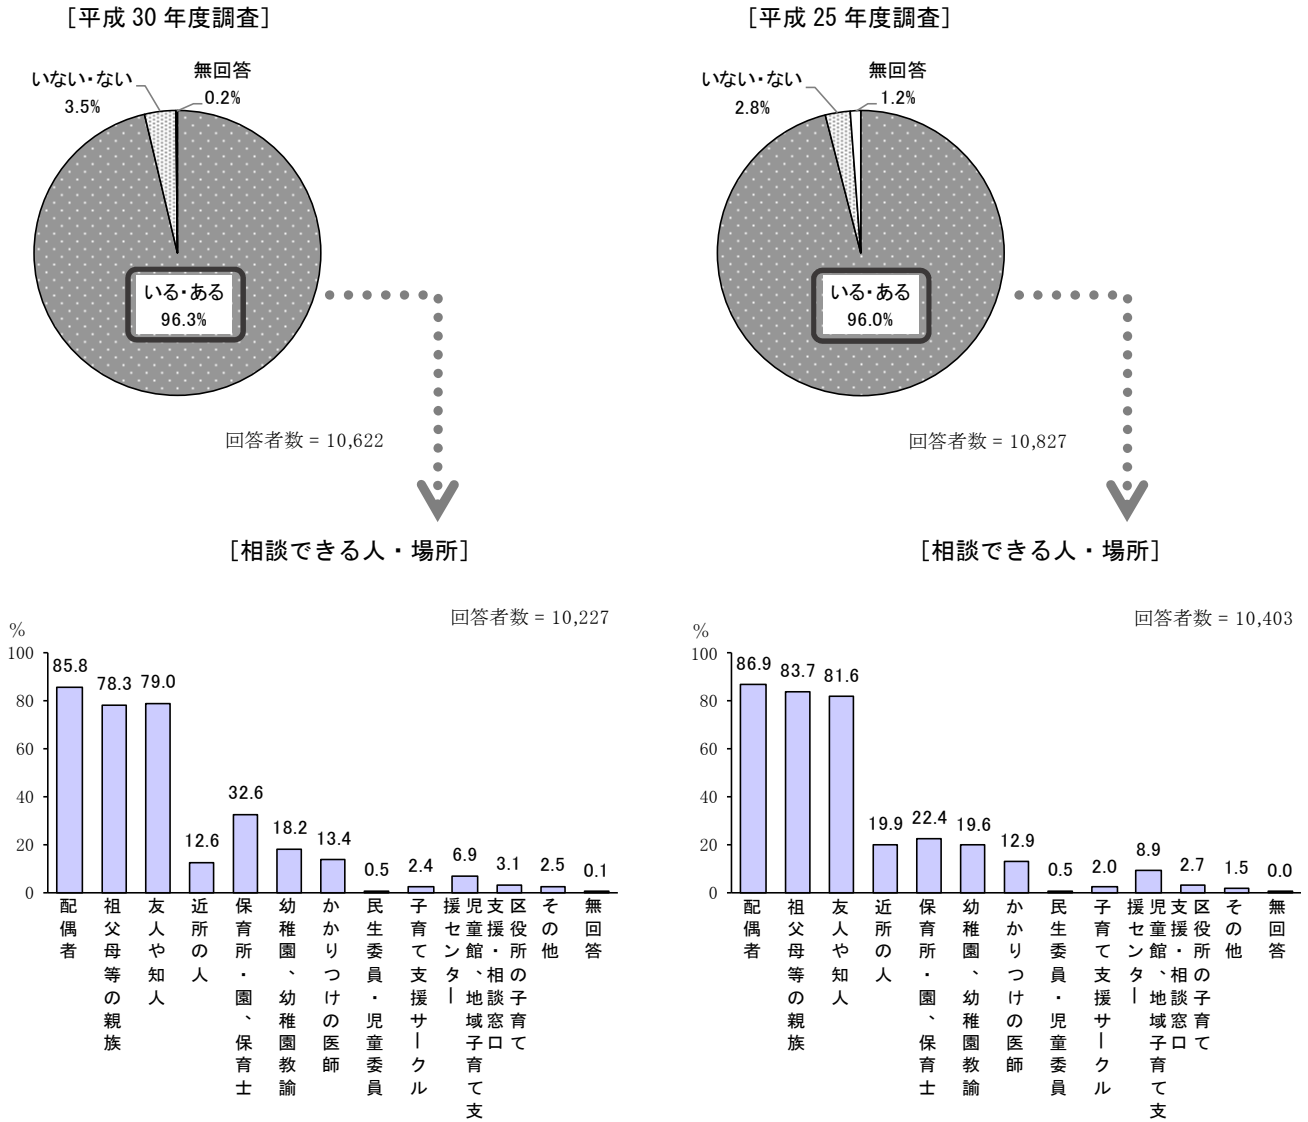 ［平成 30 年度調査］
いない・ない
3.5%
無回答
0.2%
いる・ある
96.3%
回答者数 = 10,622
［相談できる人・場所］
回答者数 = 10,227
%
100
80
60
40
20
0
85.8
78.3
79.0
12.6
32.6
18.2
13.4
0.5
2.4
6.9
3.1
2.5
0.1
配偶者
祖父母等の親族
友人や知人
近所の人
保育所・園、保育士
幼稚園、幼稚園教諭
かかりつけの医師
民生委員・児童委員
子育て支援サークル
児童館、地域子育て支
援センター
区役所の子育て
支援・相談窓口
その他
無回答
［平成 25 年度調査］
いない・ない
2.8%
無回答
1.2%
いる・ある
96.0%
回答者数 = 10,827
［相談できる人・場所］
回答者数 = 10,403
%
100
80
60
40
20
0
86.9
83.7
81.6
19.9
22.4
19.6
12.9
0.5
2.0
8.9
2.7
1.5
0.0
配偶者
祖父母等の親族
友人や知人
近所の人
保育所・園、保育士
幼稚園、幼稚園教諭
かかりつけの医師
民生委員・児童委員
子育て支援サークル
児童館、地域子育て支
援センター
区役所の子育て
支援・相談窓口
その他
無回答